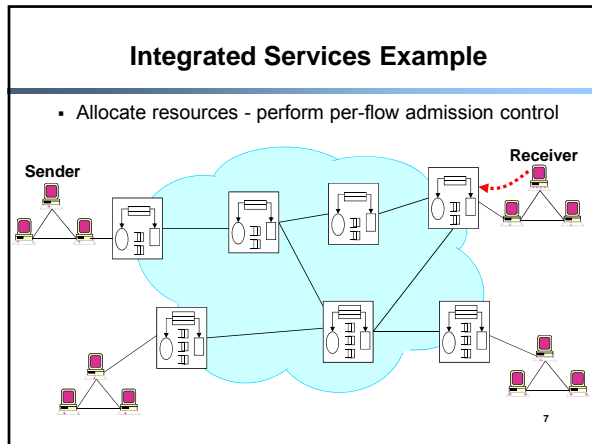 Integrated Services Example
▪ Allocate resources - perform per-flow admission control
Sender
Receiver
7